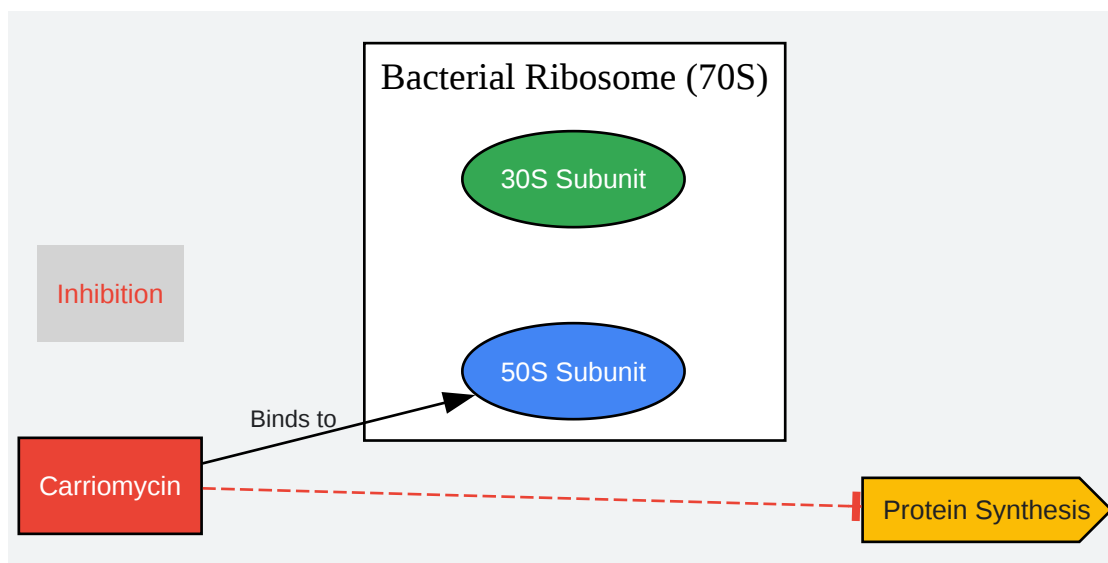 Bacterial Ribosome (70S)
30S Subunit
Inhibition
50S Subunit
Binds to
Carriomycin
Protein Synthesis